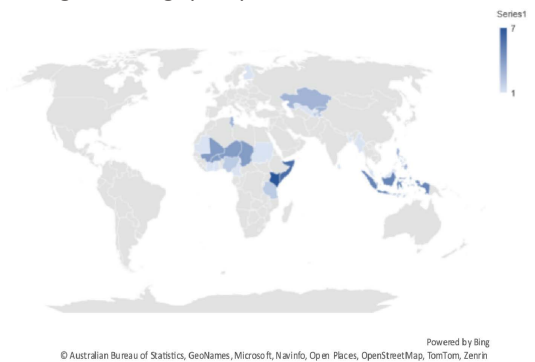 Series1
7
1
Powered by Bing
© Australian Bureau of Statistics, GeoNames, Microsoft, Navinfo, Open Places, OpenStreetMap, TomTom, Zenrin